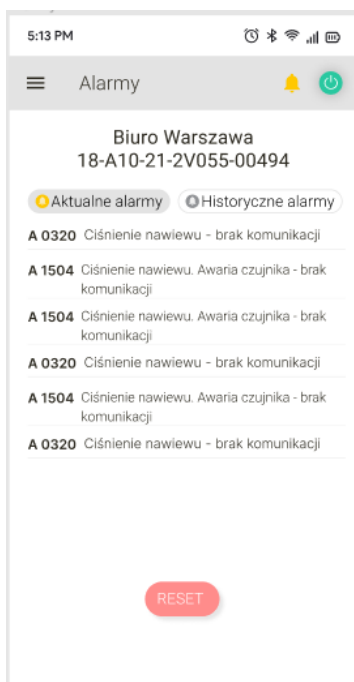 5:13 PM
Alarmy
Biuro Warszawa
18-A10-21-2V055-00494
Aktualne alarmy Historyczne alarmy
A 0320 Ciśnienie nawiewu - brak komunikacji
A 1504 Ciśnienie nawiewu. Awaria czujnika - brak
komunikacji
A 1504 Ciśnienie nawiewu. Awaria czujnika - brak
komunikacji
A 0320 Ciśnienie nawiewu - brak komunikacji
A 1504 Ciśnienie nawiewu. Awaria czujnika - brak
komunikacji
A 0320 Ciśnienie nawiewu - brak komunikacji
RESET